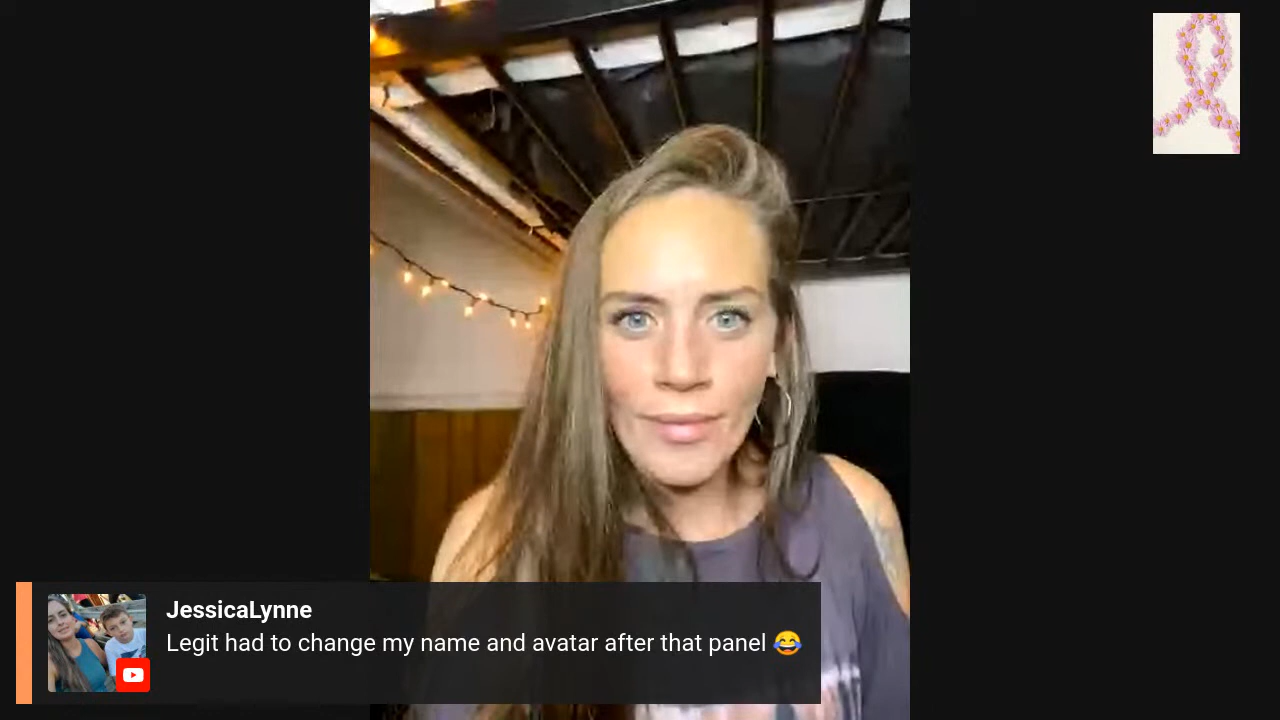 JessicaLynne
Legit had to change my name and avatar after that panel 😂